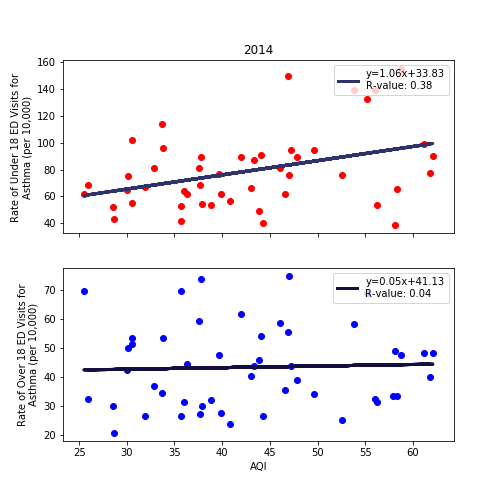 2014
160
140
120
100
80
60
40
Rate of Under 18 ED Visits for
Asthma (per 10,000)
y=1.06x+33.83
R-value: 0.38
70
60
50
40
30
20
Rate of Over 18 ED Visits for
Asthma (per 10,000)
y=0.05x+41.13
R-value: 0.04
25 30 35 40 45 50 55 60
AQI